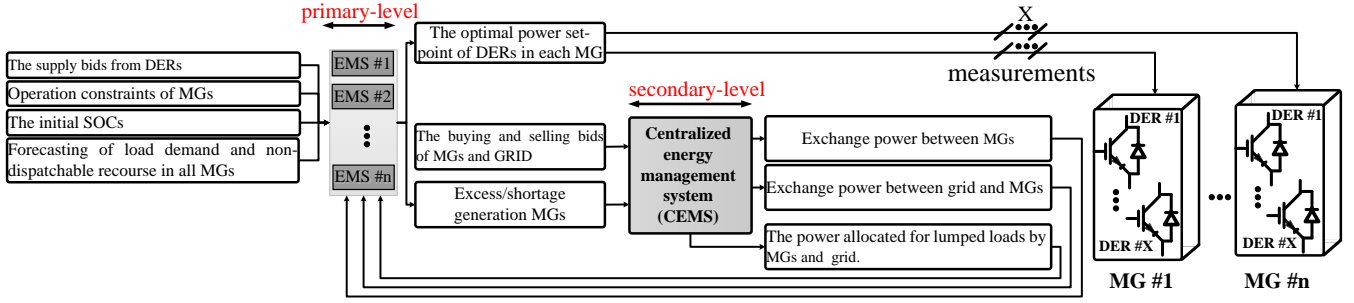 primary-level
The supply bids from DERs
Operation constraints of MGs
The initial SOCs
Forecasting of load demand and non-
dispatchable recourse in all MGs
EMS #1
EMS #2
EMS #n
The optimal power set-
point of DERs in each MG
The buying and selling bids
of MGs and GRID
Excess/shortage
generation MGs
secondary-level
Centralized
energy
management
system
(CEMS)
Exchange power between MGs
Exchange power between grid and MGs
The power allocated for lumped loads by
MGs and grid.
X
measurements
DER #1
DER #X
MG #1
DER #1
DER #X
MG #n